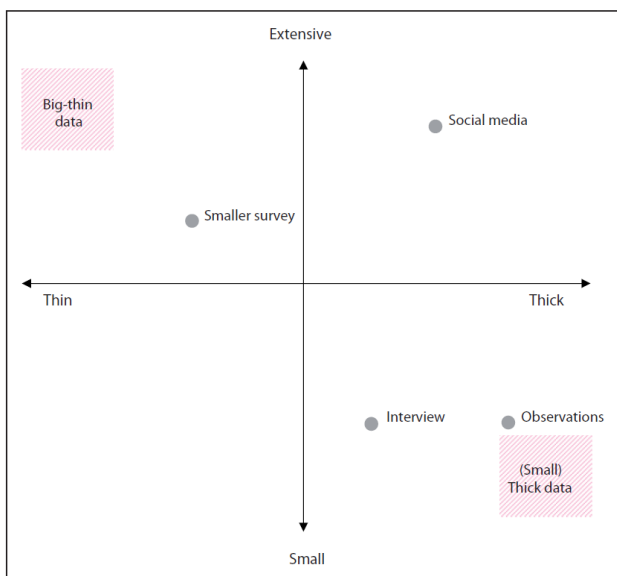 Extensive
Big-thin
data
Social media
Smaller survey
Thin
Thick
Interview
Observations
(Small)
Thick data
Small